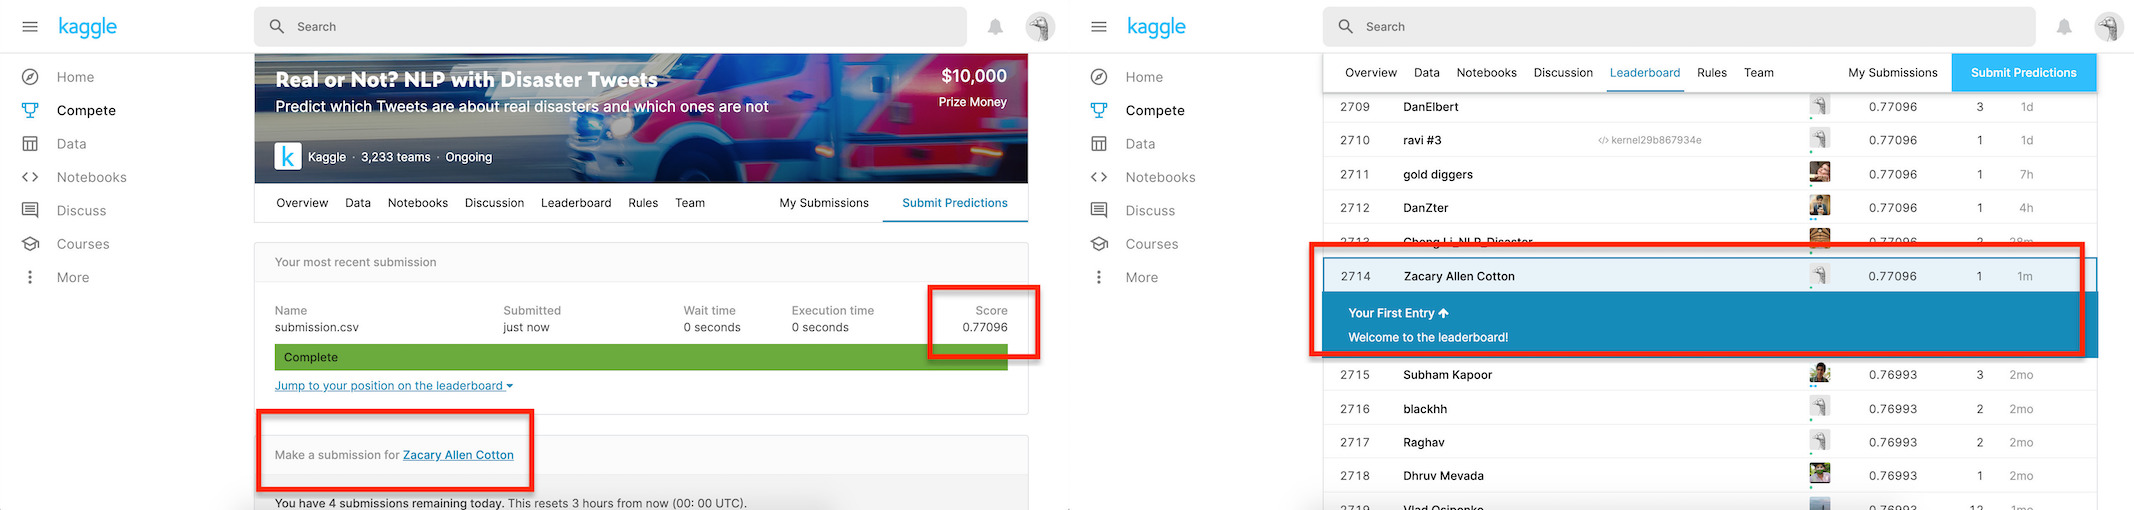 kaggle
Search
Home
Compete
Data
Notebooks
Discuss
Courses
More
Real or Not? NLP with Disaster Tweets
$10,000
Predict which Tweets are about real disasters and which ones are not
Prize Money
k Kaggle · 3,233 teams · Ongoing
Overview Data Notebooks Discussion Leaderboard Rules Team My Submissions Submit Predictions
Your most recent submission
Name Submitted Wait time Execution time Score
submission.csv just now 0 seconds 0 seconds 0.77096
Complete
Jump to your position on the leaderboard
Make a submission for Zacary Allen Cotton
You have 4 submissions remaining today. This resets 3 hours from now (00: 00 UTC).
kaggle
Search
Home
Compete
Data
Notebooks
Discuss
Courses
More
Overview Data Notebooks Discussion Leaderboard Rules Team My Submissions Submit Predictions
2709 DanElbert 0.77096 3 1d
2710 ravi #3 </> kernel29b867934e 0.77096 1 1d
2711 gold diggers 0.77096 1 7h
2712 DanZter 0.77096 1 4h
2713 Cheng Li_NLP_Disaster 0.77096 2 28m
2714 Zacary Allen Cotton 0.77096 1 1m
Your First Entry
Welcome to the leaderboard!
2715 Subham Kapoor 0.76993 3 2mo
2716 blackhh 0.76993 2 2mo
2717 Raghav 0.76993 2 2mo
2718 Dhruv Mevada 0.76993 1 2mo
2719 Vlad Osipenko 0.76993 12 2mo